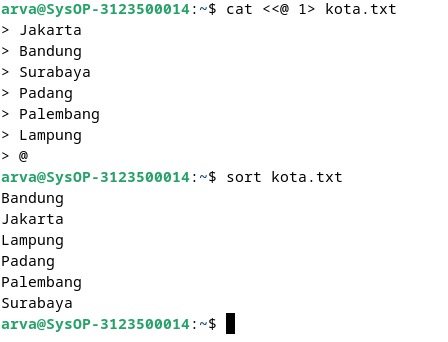 arva@SysOP-3123500014:~$ cat <<@ 1> kota.txt
> Jakarta
> Bandung
> Surabaya
> Padang
> Palembang
> Lampung
> @
arva@SysOP-3123500014:~$ sort kota.txt
Bandung
Jakarta
Lampung
Padang
Palembang
Surabaya
arva@SysOP-3123500014:~$